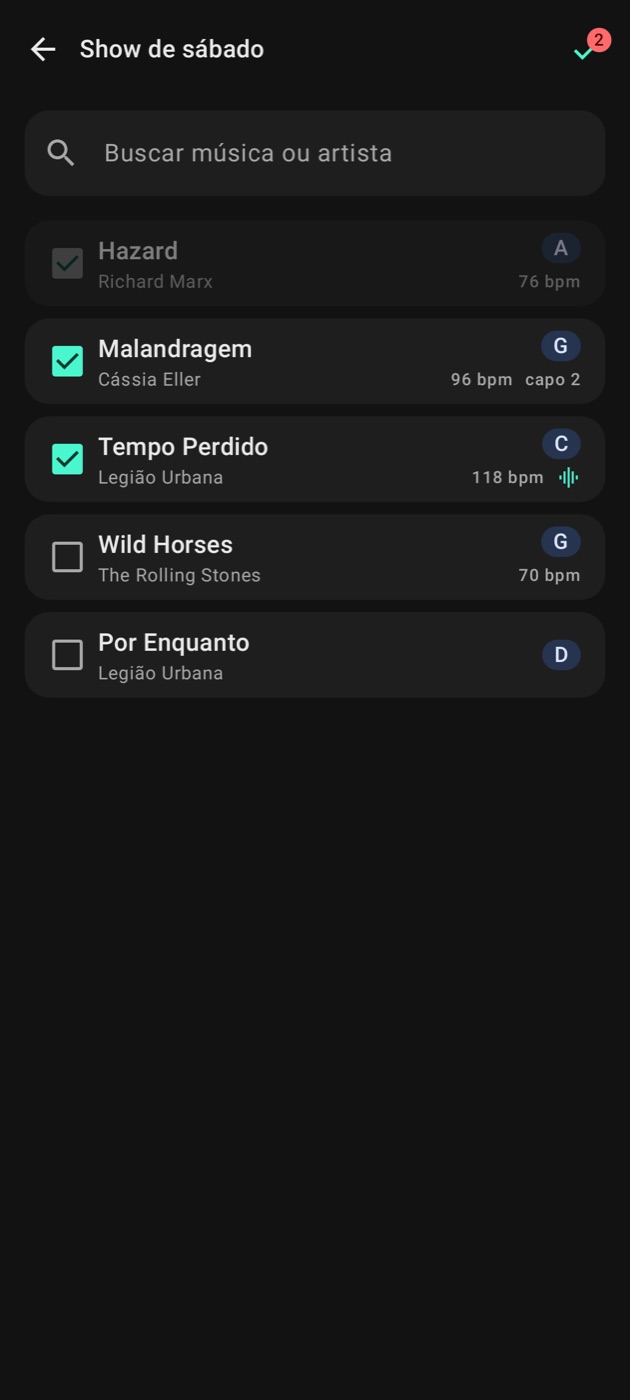 Show de sábado
2
Buscar música ou artista
Hazard
A
Richard Marx
76 bpm
Malandragem
G
Cássia Eller
96 bpm capo 2
Tempo Perdido
C
Legião Urbana
118 bpm
Wild Horses
G
The Rolling Stones
70 bpm
Por Enquanto
D
Legião Urbana